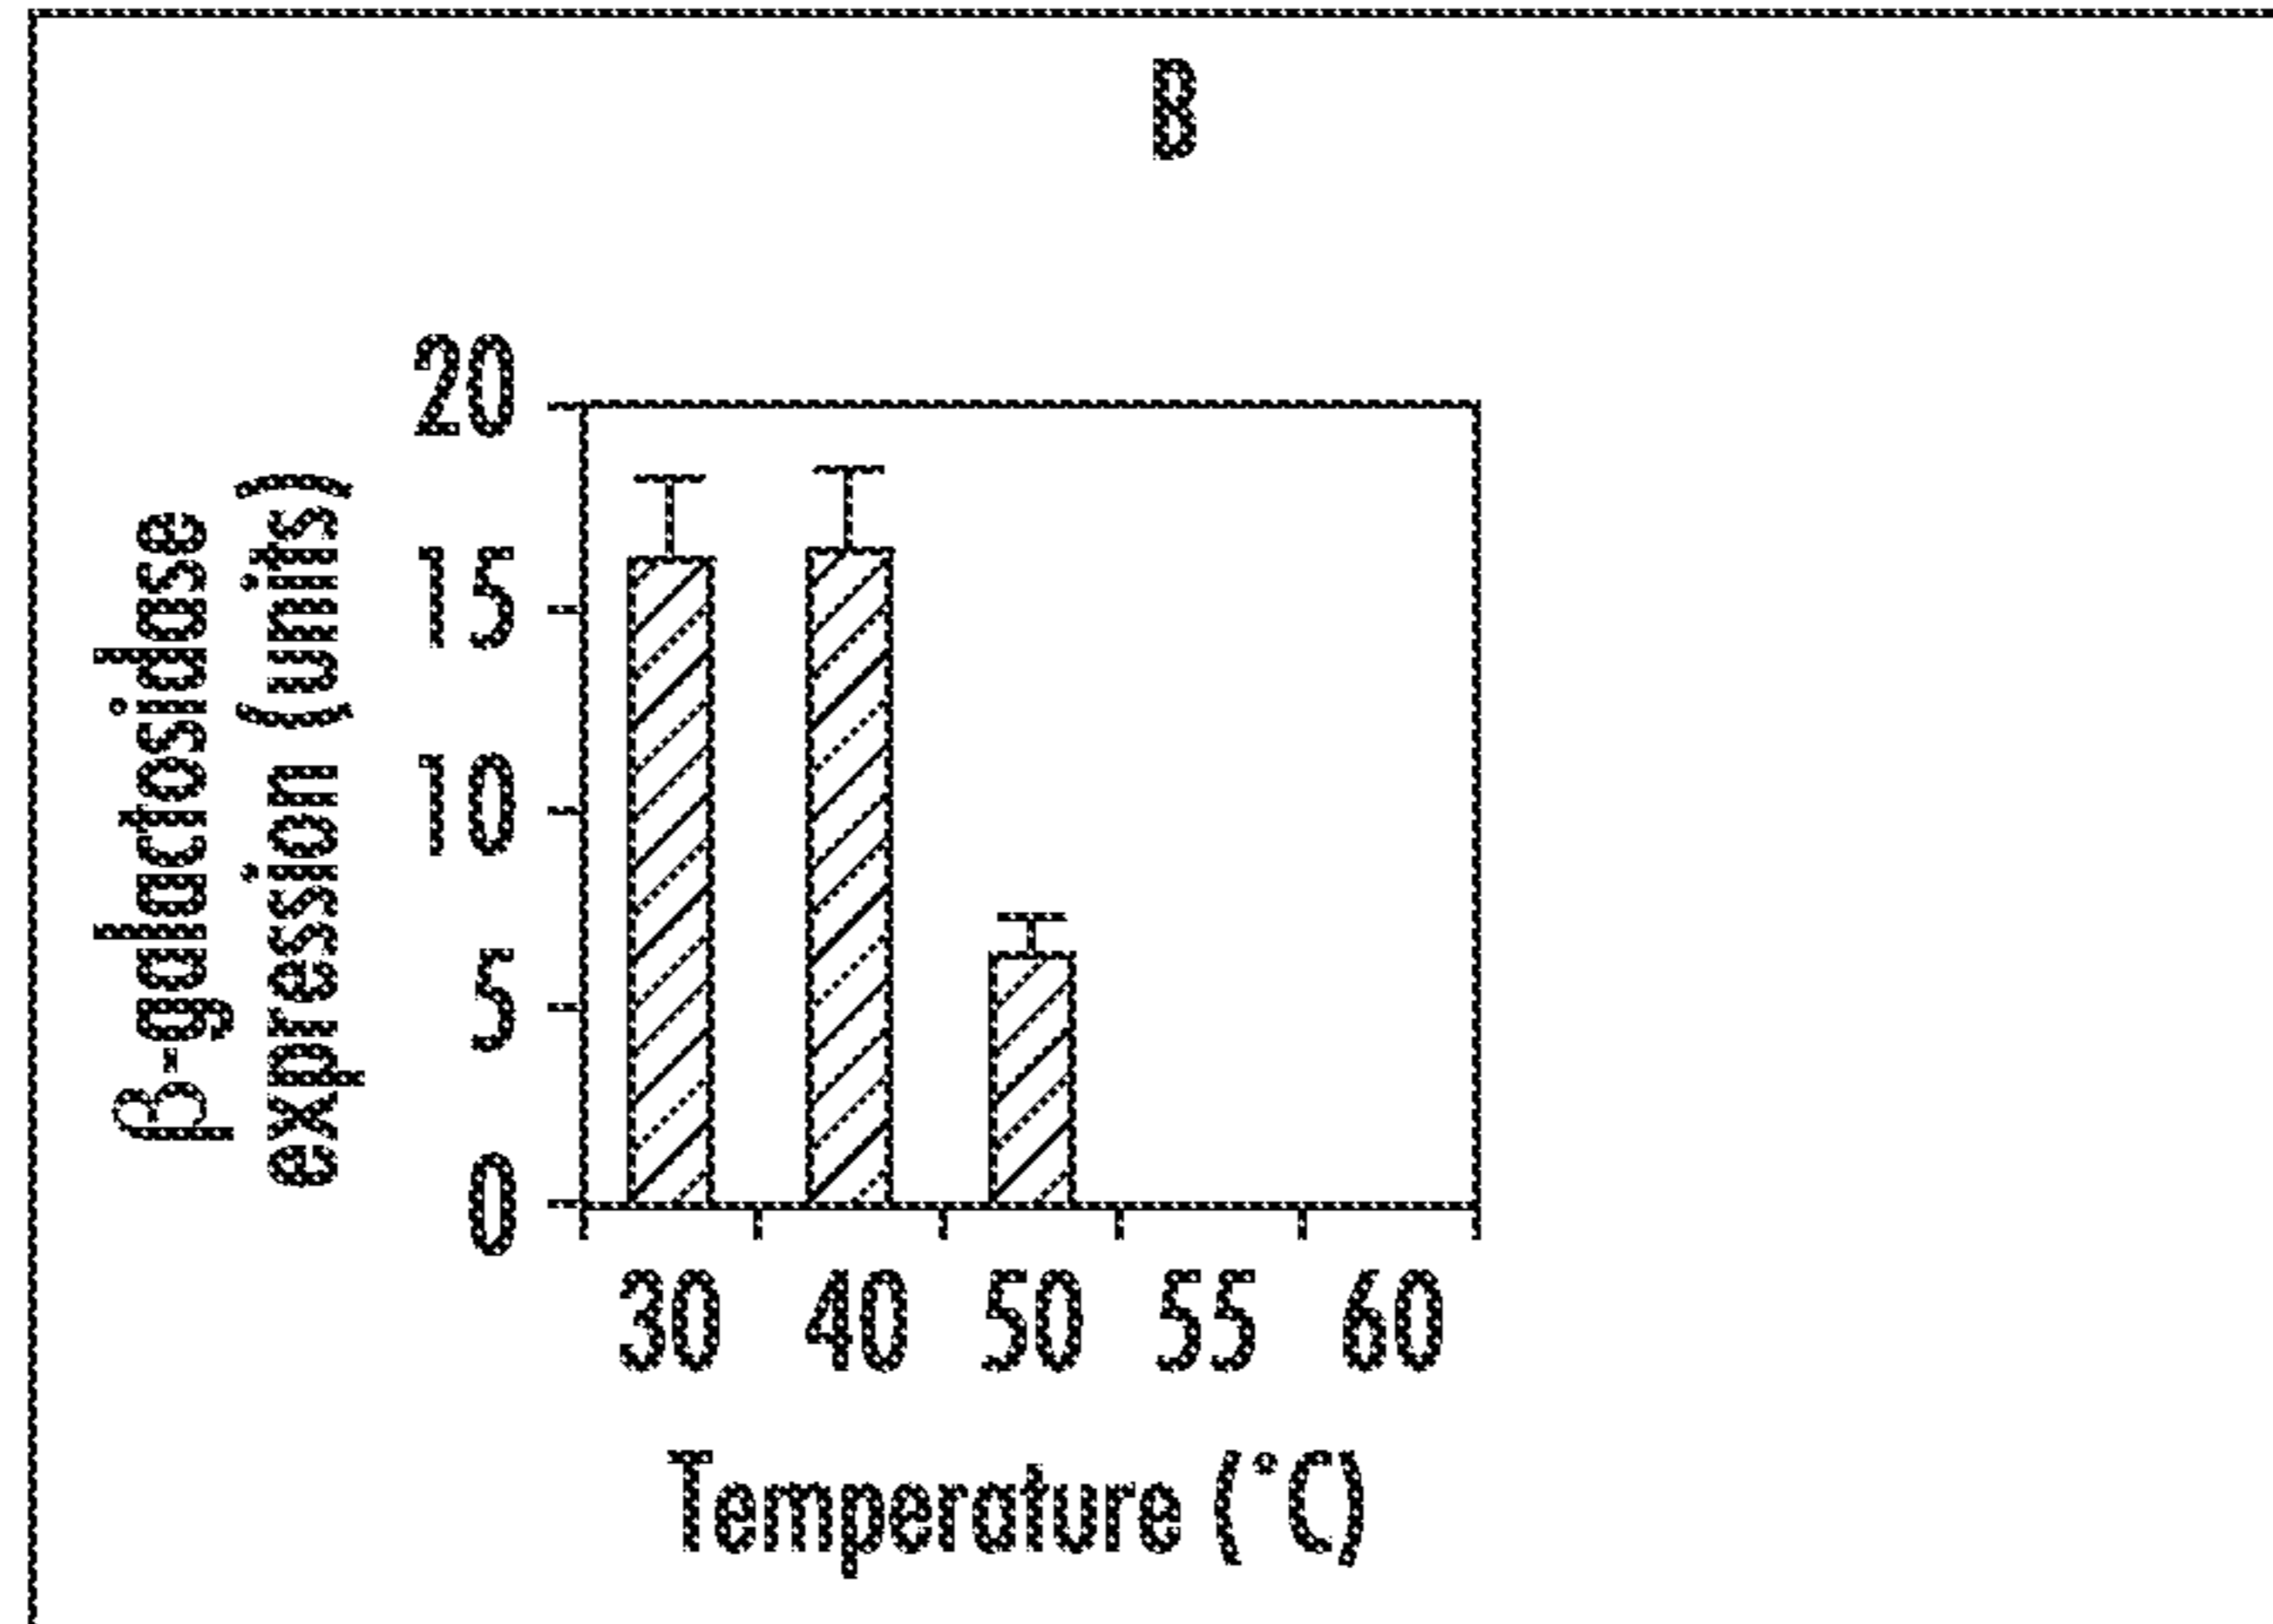 B
β-galactosidase
expression (units)
20
15
10
5
0
30 40 50 55 60
Temperature (°C)